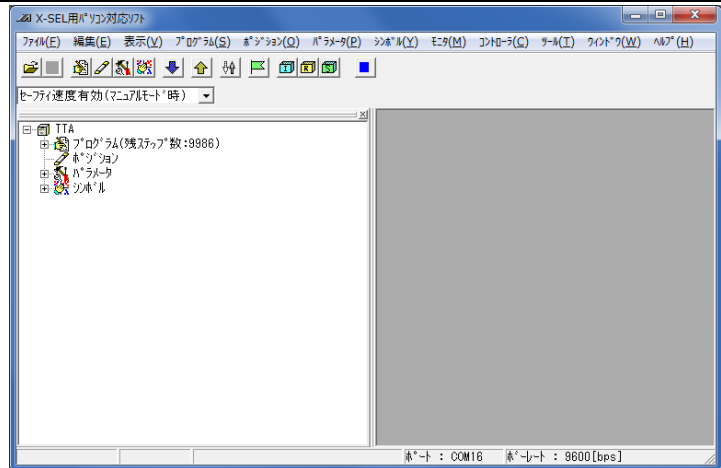 X-SEL用ﾊﾟｿｺﾝ対応ｿﾌﾄ
ﾌｧｲﾙ(F) 編集(E) 表示(V) ﾌﾟﾛｸﾞﾗﾑ(S) ﾎﾟｼﾞｼｮﾝ(O) ﾊﾟﾗﾒｰﾀ(P) ｼﾝﾎﾞﾙ(Y) ﾓﾆﾀ(M) ｺﾝﾄﾛｰﾗ(C) ﾂｰﾙ(T) ｳｨﾝﾄﾞｳ(W) ﾍﾙﾌﾟ(H)
ｾｰﾌﾃｨ速度有効(ﾏﾆｭｱﾙﾓｰﾄﾞ時)
TTA
ﾌﾟﾛｸﾞﾗﾑ(残ｽﾃｯﾌﾟ数:9986)
ﾎﾟｼﾞｼｮﾝ
ﾊﾟﾗﾒｰﾀ
ｼﾝﾎﾞﾙ
ﾎﾟｰﾄ : COM16 ﾎﾞｰﾚｰﾄ : 9600[bps]